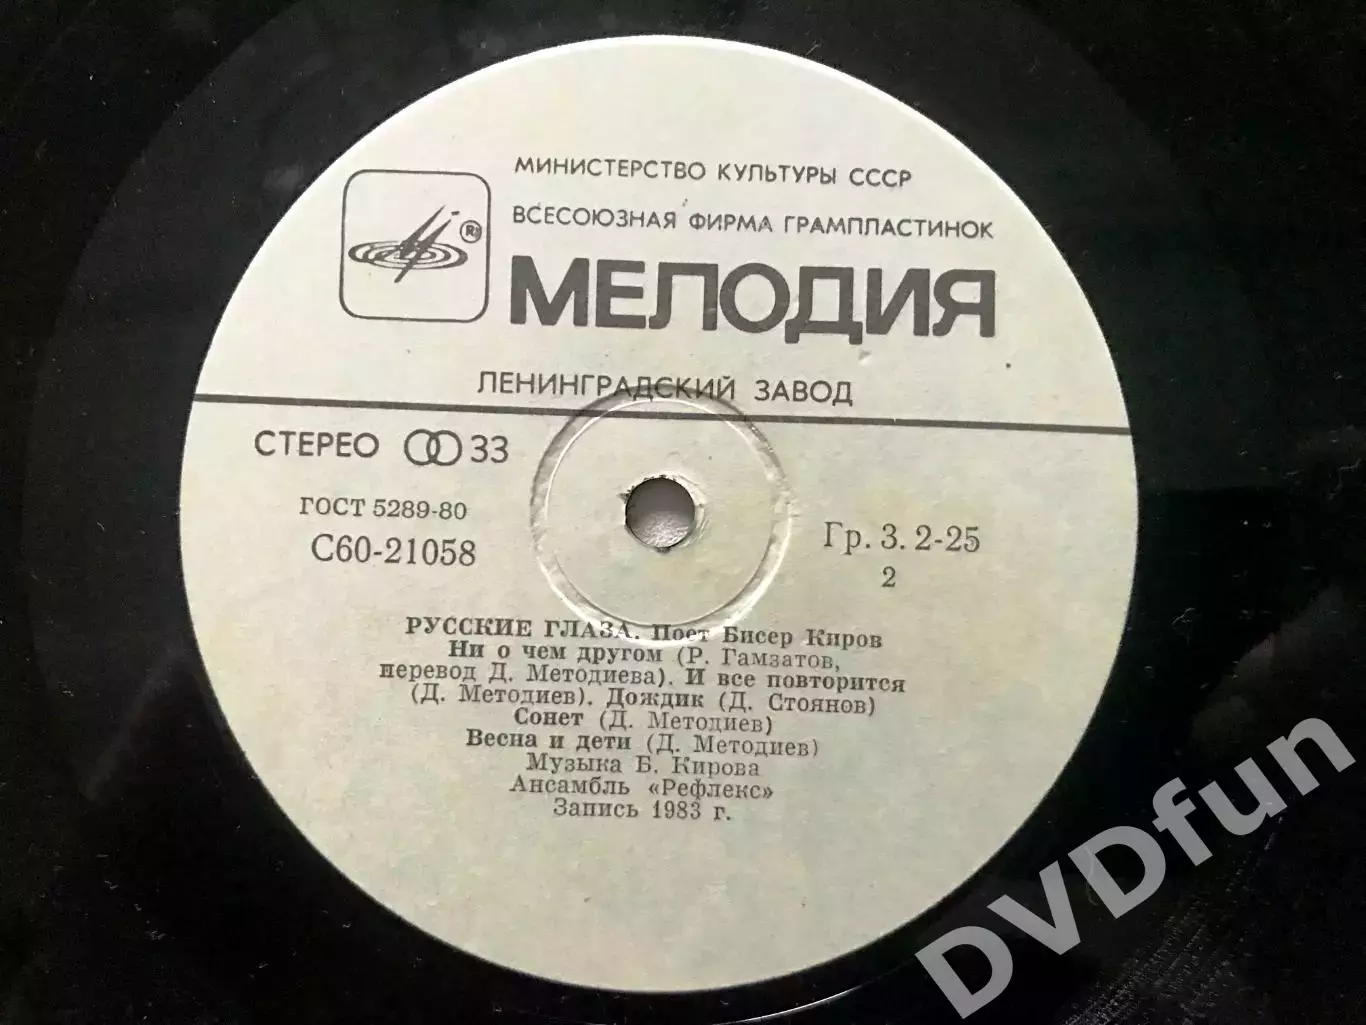 МИНИСТЕРСТВО КУЛЬТУРЫ СССР
ВСЕСОЮЗНАЯ ФИРМА ГРАМПЛАСТИНОК
®
МЕЛОДИЯ
ЛЕНИНГРАДСКИЙ ЗАВОД
СТЕРЕО 33
ГОСТ 5289-80
С60-21058
Гр. 3. 2-25
2
РУССКИЕ ГЛАЗА. Поет Бисер Киров
Ни о чем другом (Р. Гамзатов,
перевод Д. Методиева). И все повторится
(Д. Методиев). Дождик (Д. Стоянов)
Сонет (Д. Методиев)
Весна и дети (Д. Методиев)
Музыка Б. Кирова
Ансамбль «Рефлекс»
Запись 1983 г.
DVDfun